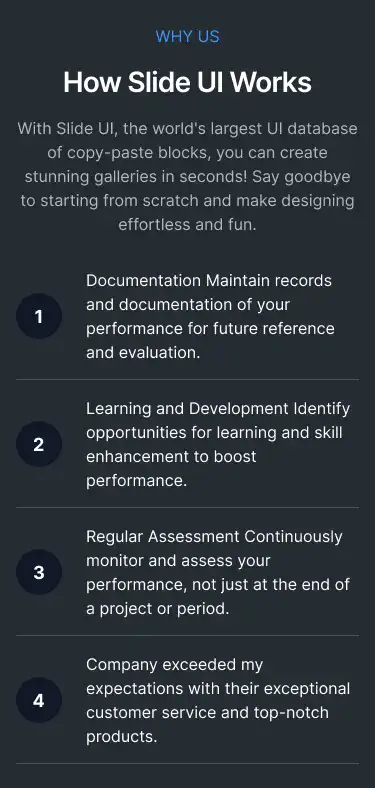 WHY US
How Slide UI Works
With Slide UI, the world's largest UI database
of copy-paste blocks, you can create
stunning galleries in seconds! Say goodbye
to starting from scratch and make designing
effortless and fun.
1
Documentation Maintain records
and documentation of your
performance for future reference
and evaluation.
2
Learning and Development Identify
opportunities for learning and skill
enhancement to boost
performance.
3
Regular Assessment Continuously
monitor and assess your
performance, not just at the end of
a project or period.
4
Company exceeded my
expectations with their exceptional
customer service and top-notch
products.